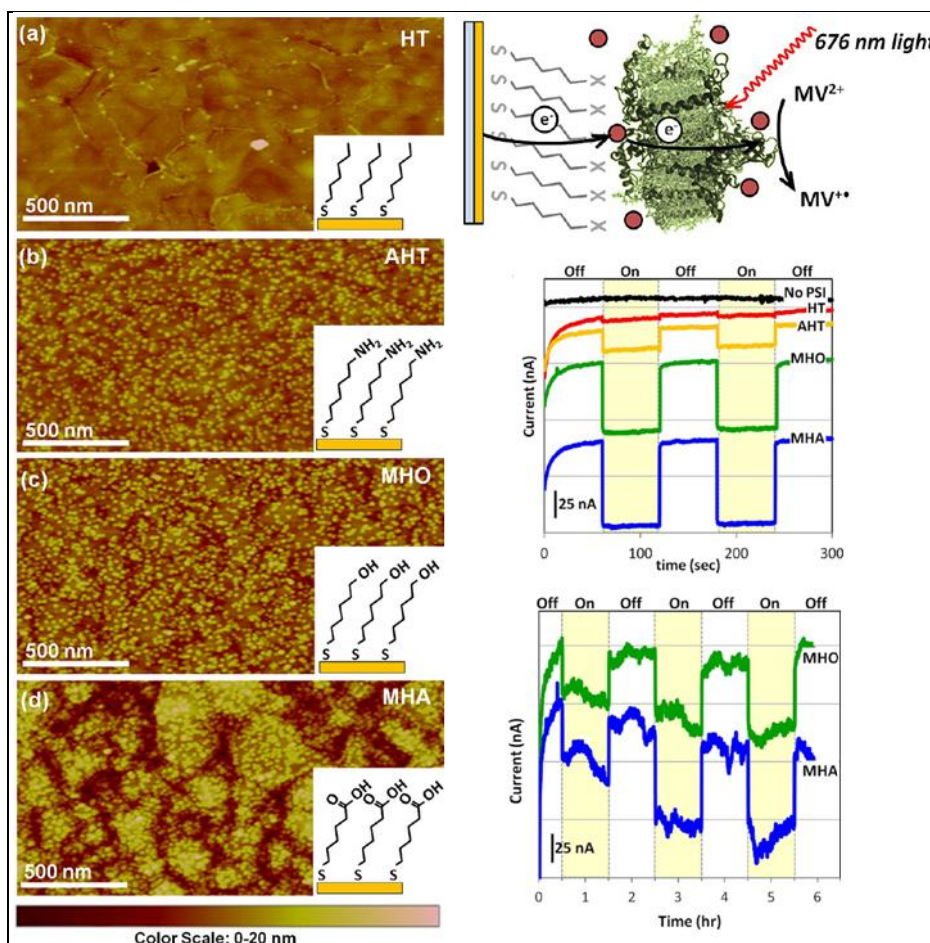 (a)
HT
500 nm
S S S
(b)
AHT
NH₂ NH₂ NH₂
500 nm
S S S
(c)
MHO
OH OH OH
500 nm
S S S
(d)
MHA
OH OH OH
O O O
500 nm
S S S
Color Scale: 0-20 nm
676 nm light
S X
S X
S X
S X
S X
S X
e⁻ e⁻
MV²⁺
MV⁺•
Off On Off On Off
No PSI
HT
AHT
MHO
MHA
Current (nA)
25 nA
0 100 200 300
time (sec)
Off On Off On Off On Off
MHO
MHA
Current (nA)
25 nA
0 1 2 3 4 5 6
Time (hr)